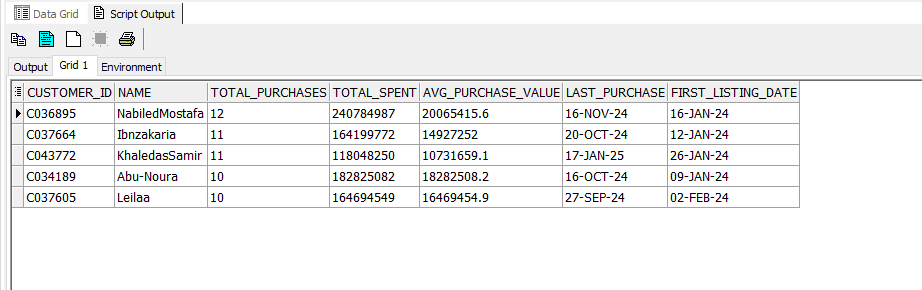 Data Grid Script Output
Output Grid 1 Environment
CUSTOMER_ID NAME TOTAL_PURCHASES TOTAL_SPENT AVG_PURCHASE_VALUE LAST_PURCHASE FIRST_LISTING_DATE
C036895 NabiledMostafa 12 240784987 20065415.6 16-NOV-24 16-JAN-24
C037664 Ibnzakaria 11 164199772 14927252 20-OCT-24 12-JAN-24
C043772 KhaledasSamir 11 118048250 10731659.1 17-JAN-25 26-JAN-24
C034189 Abu-Noura 10 182825082 18282508.2 16-OCT-24 09-JAN-24
C037605 Leilaa 10 164694549 16469454.9 27-SEP-24 02-FEB-24